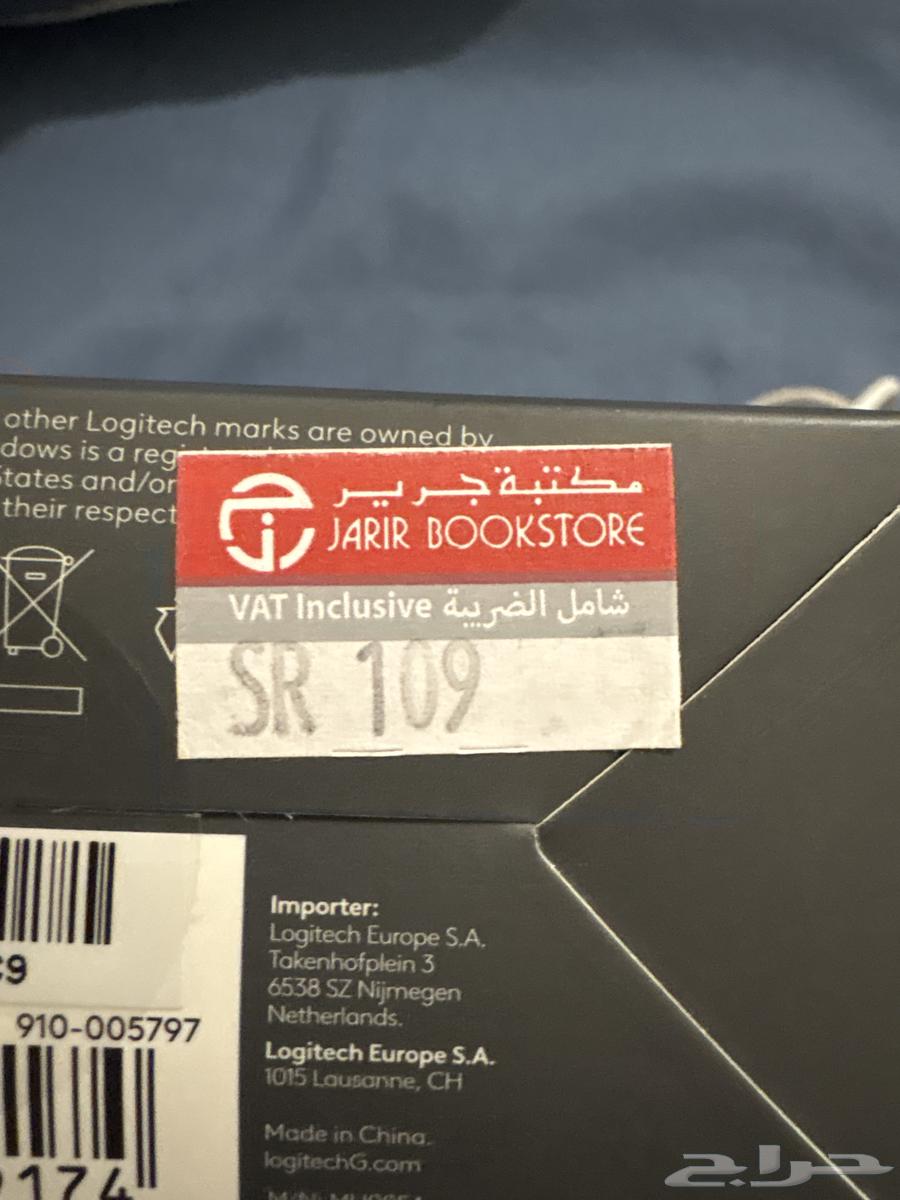 other Logitech marks are owned by
dows is a reg
States and/or
their respect
مكتبة جرير
JARIR BOOKSTORE
VAT Inclusive شامل الضريبة
SR 109
910-005797
174
Importer:
Logitech Europe S.A.
Takenhofplein 3
6538 SZ Nijmegen
Netherlands.
Logitech Europe S.A.
1015 Lausanne, CH
Made in China.
logitechG.com
حراج